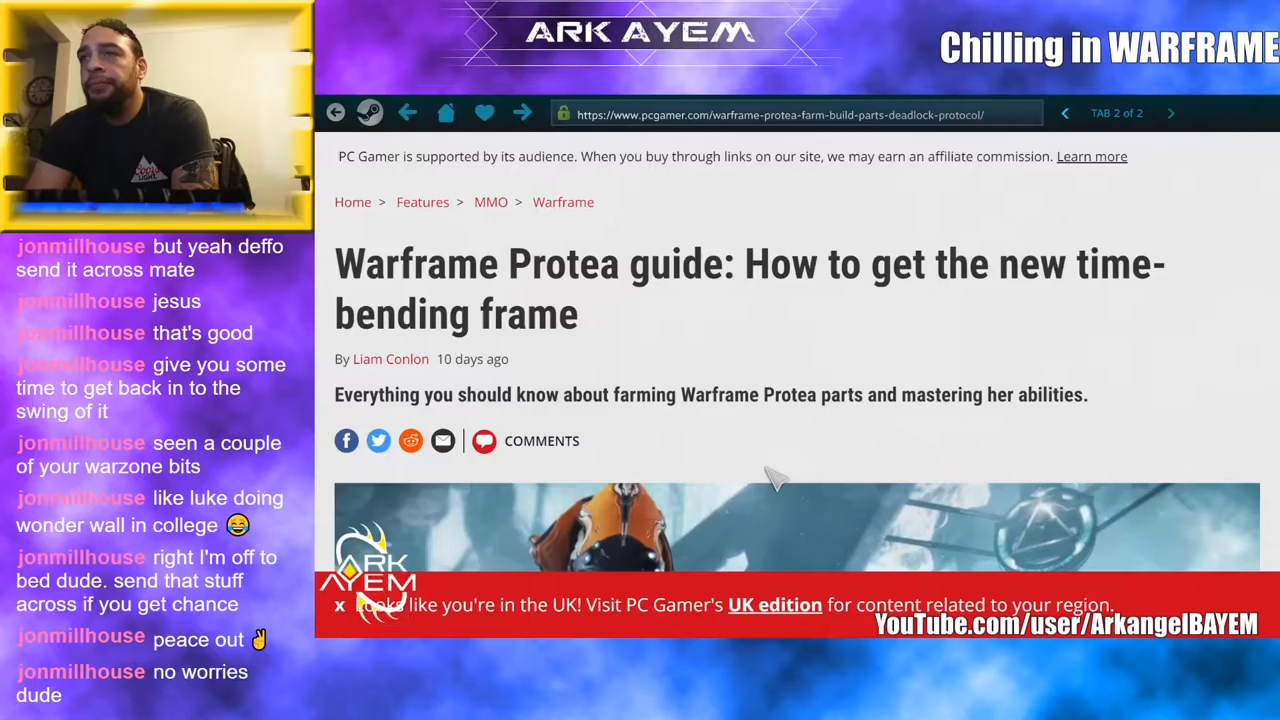 ARK AYEM
Chilling in WARFRAME
https://www.pcgamer.com/warframe-protea-farm-build-parts-deadlock-protocol/
TAB 2 of 2
PC Gamer is supported by its audience. When you buy through links on our site, we may earn an affiliate commission. Learn more
Home > Features > MMO > Warframe
Warframe Protea guide: How to get the new time-
bending frame
By Liam Conlon 10 days ago
Everything you should know about farming Warframe Protea parts and mastering her abilities.
COMMENTS
ARK
AYEM
x Looks like you're in the UK! Visit PC Gamer's UK edition for content related to your region.
YouTube.com/user/ArkangelBAYEM
COORS
LIGHT
jonmillhouse but yeah deffo
send it across mate
jonmillhouse jesus
jonmillhouse that's good
jonmillhouse give you some
time to get back in to the
swing of it
jonmillhouse seen a couple
of your warzone bits
jonmillhouse like luke doing
wonder wall in college 😂
jonmillhouse right I'm off to
bed dude. send that stuff
across if you get chance
jonmillhouse peace out ✌
jonmillhouse no worries
dude